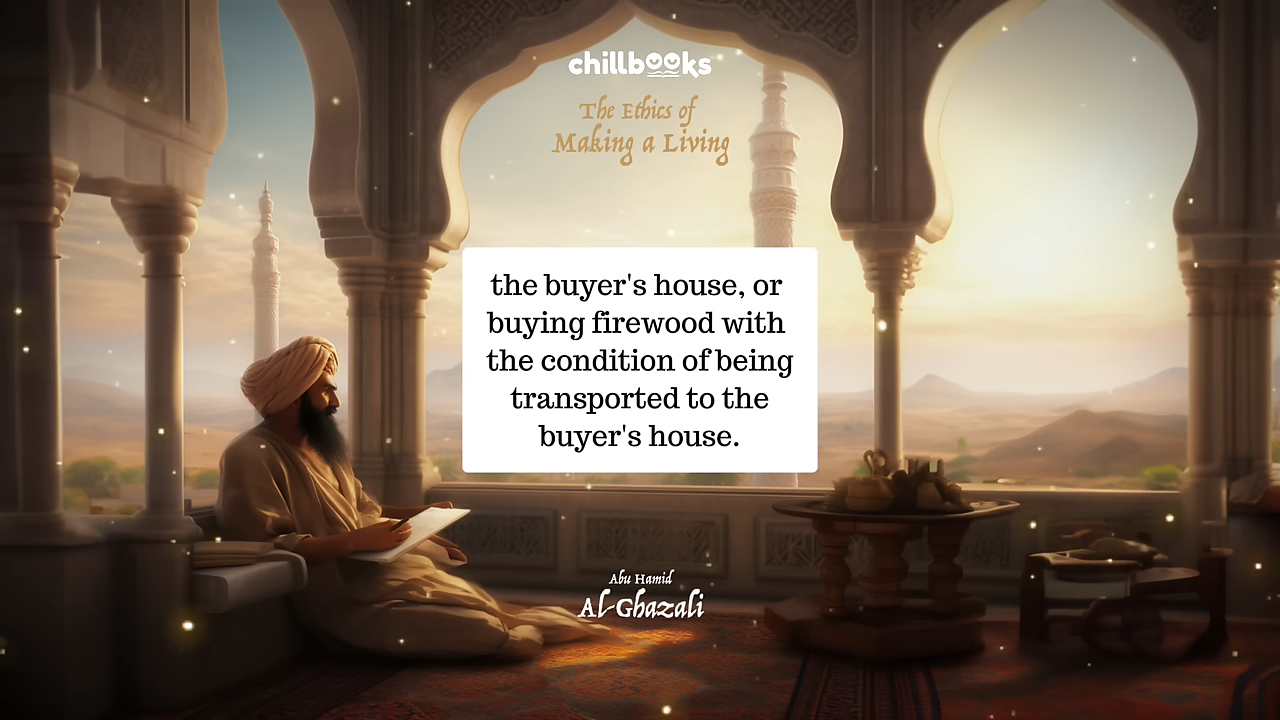 chillbooks
The Ethics of
Making a Living
the buyer's house, or
buying firewood with
the condition of being
transported to the
buyer's house.
Abu Hamid
Al-Ghazali